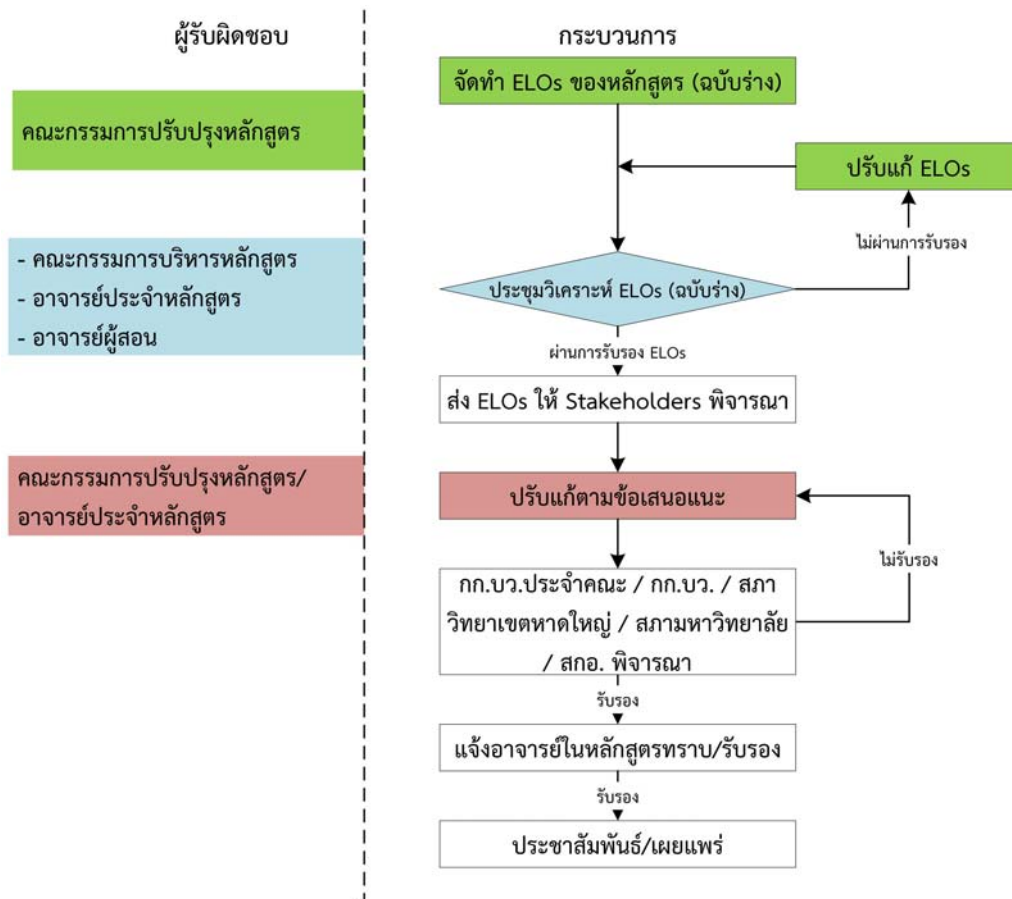 ผู้รับผิดชอบ
กระบวนการ
จัดทำ ELOs ของหลักสูตร (ฉบับร่าง)
คณะกรรมการปรับปรุงหลักสูตร
ปรับแก้ ELOs
ไม่ผ่านการรับรอง
- คณะกรรมการบริหารหลักสูตร
- อาจารย์ประจำหลักสูตร
- อาจารย์ผู้สอน
ประชุมวิเคราะห์ ELOs (ฉบับร่าง)
ผ่านการรับรอง ELOs
ส่ง ELOs ให้ Stakeholders พิจารณา
คณะกรรมการปรับปรุงหลักสูตร/
อาจารย์ประจำหลักสูตร
ปรับแก้ตามข้อเสนอแนะ
ไม่รับรอง
กก.บว.ประจำคณะ / กก.บว. / สภา
วิทยาเขตหาดใหญ่ / สภามหาวิทยาลัย
/ สกอ. พิจารณา
รับรอง
แจ้งอาจารย์ในหลักสูตรทราบ/รับรอง
รับรอง
ประชาสัมพันธ์/เผยแพร่